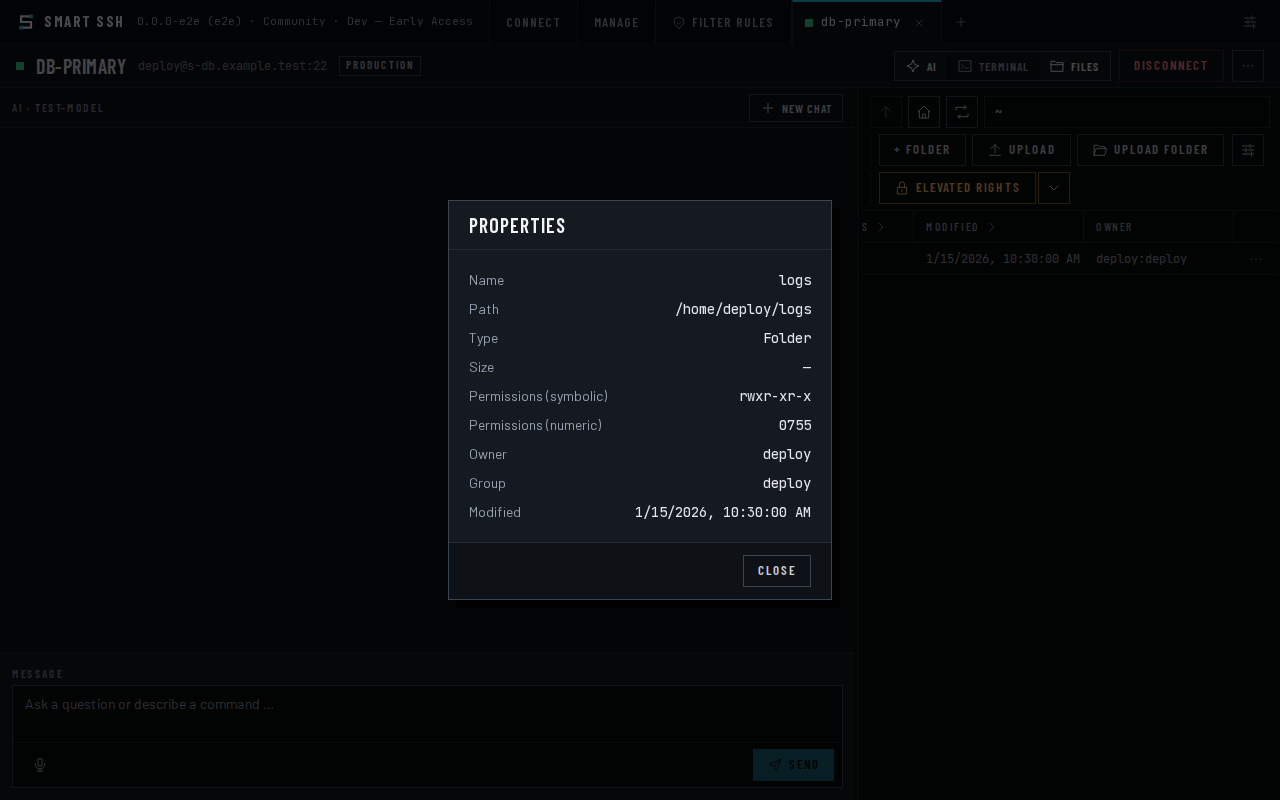 SMART SSH 0.0.0-e2e (e2e) · Community · Dev — Early Access CONNECT MANAGE FILTER RULES db-primary
DB-PRIMARY deploy@s-db.example.test:22 PRODUCTION AI TERMINAL FILES DISCONNECT
AI · TEST-MODEL NEW CHAT
~
+ FOLDER UPLOAD UPLOAD FOLDER
ELEVATED RIGHTS
S MODIFIED OWNER
1/15/2026, 10:30:00 AM deploy:deploy
PROPERTIES
Name logs
Path /home/deploy/logs
Type Folder
Size —
Permissions (symbolic) rwxr-xr-x
Permissions (numeric) 0755
Owner deploy
Group deploy
Modified 1/15/2026, 10:30:00 AM
CLOSE
MESSAGE
Ask a question or describe a command ...
SEND